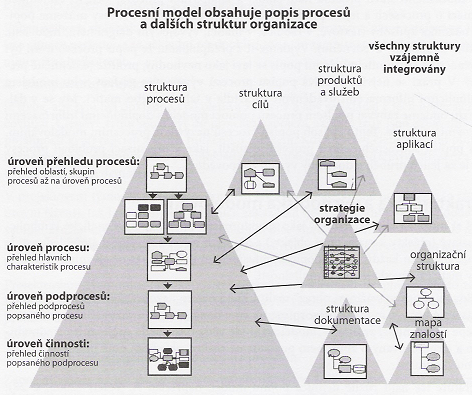 Procesní model obsahuje popis procesů
a dalších struktur organizace
všechny struktury
vzájemně
integrovány
struktura
procesů
struktura
cílů
struktura
produktů
a služeb
struktura
aplikací
úroveň přehledu procesů:
přehled oblastí, skupin
procesů až na úroveň procesů
strategie
organizace
úroveň procesu:
přehled hlavních
charakteristik procesu
organizační
struktura
úroveň podprocesů:
přehled podprocesů
popsaného procesu
struktura
dokumentace
mapa
znalostí
úroveň činnosti:
přehled činností
popsaného podprocesu